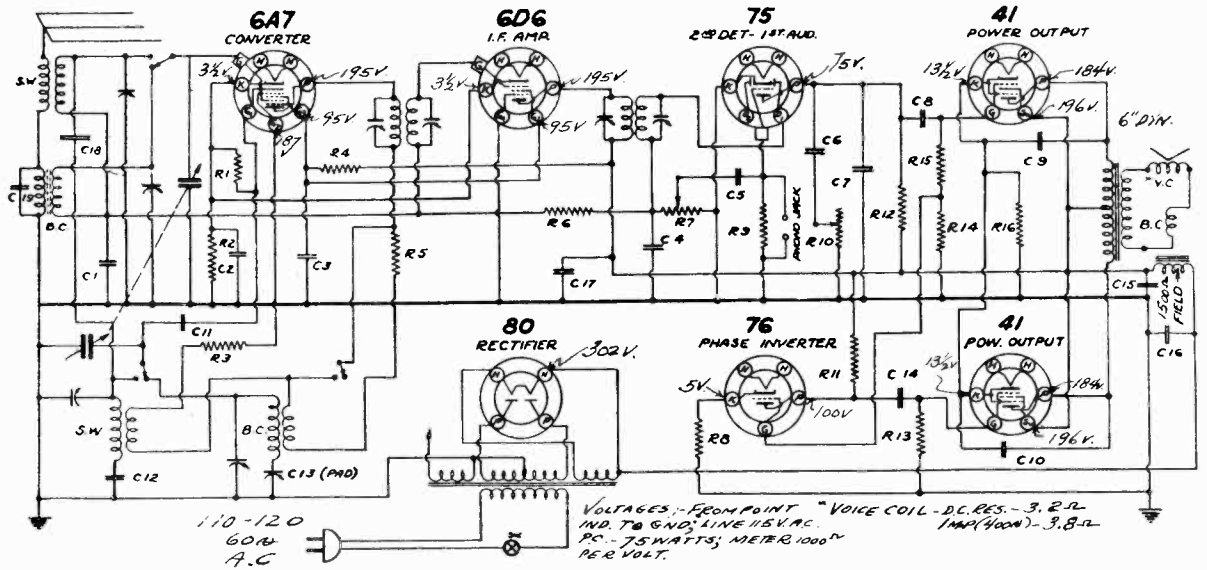 6A7
CONVERTER
6D6
I.F. AMP.
75
2ND DET-1ST AUD.
41
POWER OUTPUT
S.W.
3½V.
195V.
95V.
187V
3½V.
195V.
95V
75V.
13½V
184V.
196V.
6" DYN.
C18
C19
B.C.
C1
R1
R2
C2
R4
C3
R5
R6
R7
C4
C17
C5
R9
PHONO JACK
C6
R10
C7
R12
C8
R15
R14
C9
R16
*V.C.
B.C.
C15
1500Ω
FIELD
C16
C11
R3
S.W.
B.C.
C12
C13 (PAD)
80
RECTIFIER
302V.
76
PHASE INVERTER
5V.
100V
R8
R11
C14
R13
41
POW. OUTPUT
13½V
184V
196V.
C10
110-120
60~
A.C
VOLTAGES:-FROM POINT
IND. TO GND; LINE 115V.A.C.
PC.-75 WATTS; METER 1000Ω
PER VOLT.
*VOICE COIL-D.C.RES.-3.2Ω
IMP(400~)-3.8Ω